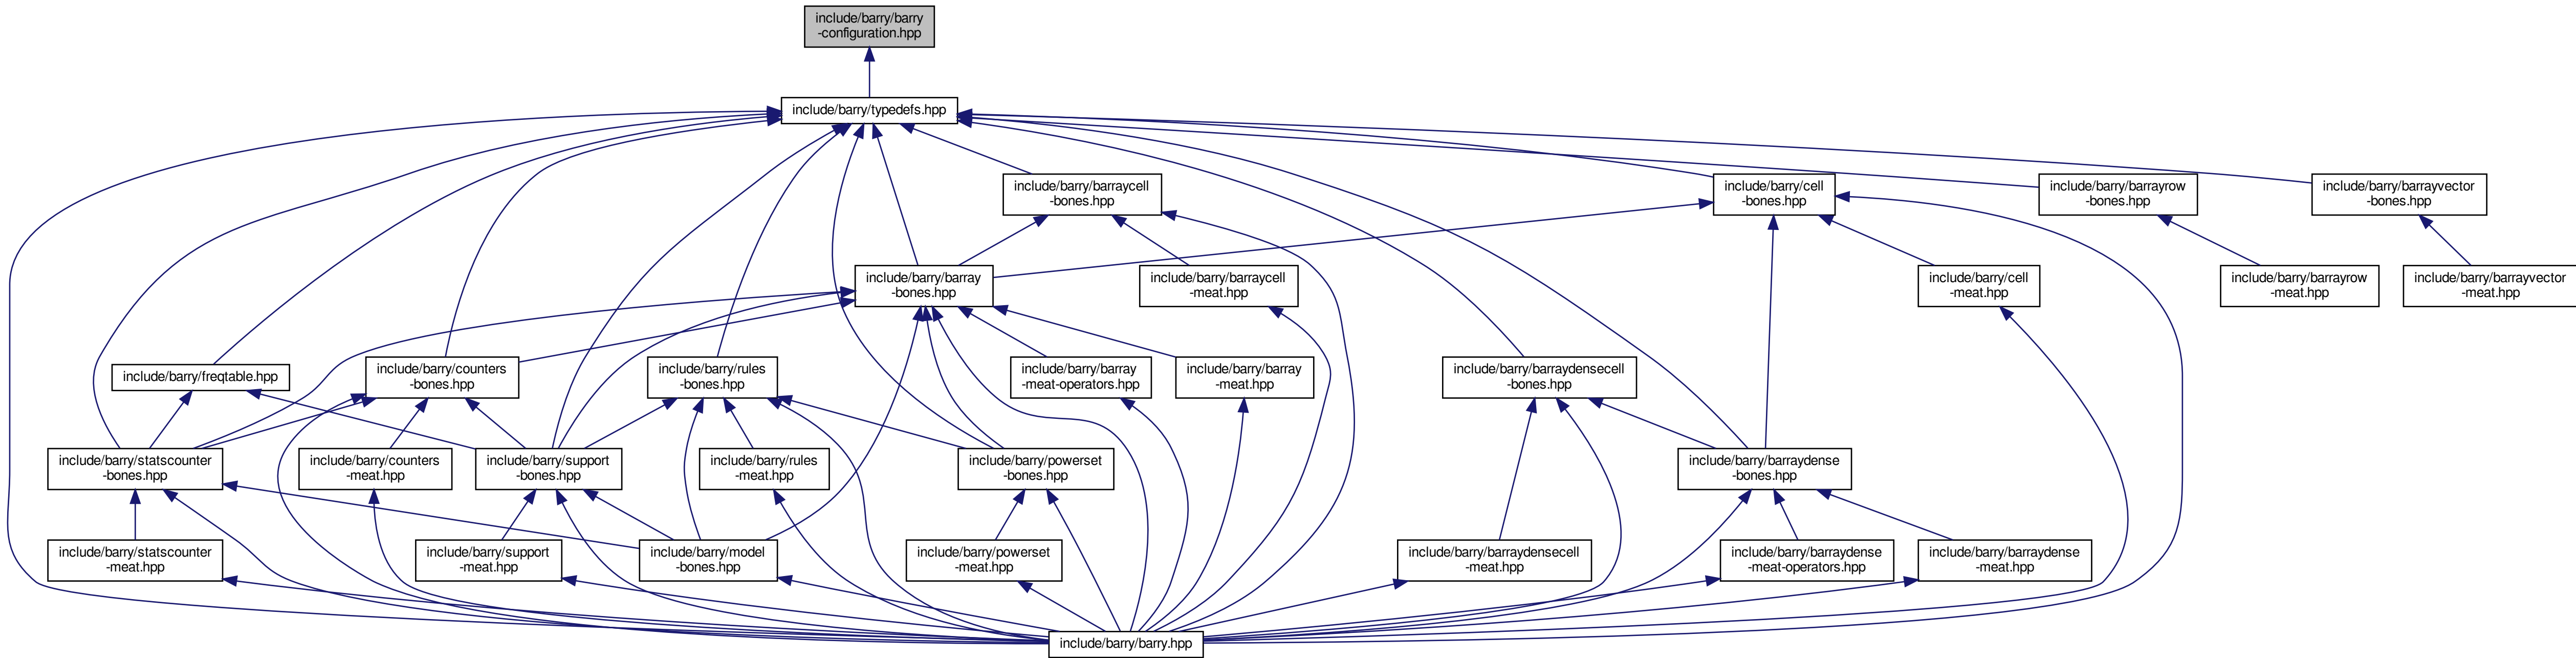 include/barry/barry
-configuration.hpp
include/barry/typedefs.hpp
include/barry/barraycell
-bones.hpp
include/barry/cell
-bones.hpp
include/barry/barrayrow
-bones.hpp
include/barry/barrayvector
-bones.hpp
include/barry/barray
-bones.hpp
include/barry/barraycell
-meat.hpp
include/barry/cell
-meat.hpp
include/barry/barrayrow
-meat.hpp
include/barry/barrayvector
-meat.hpp
include/barry/freqtable.hpp
include/barry/counters
-bones.hpp
include/barry/rules
-bones.hpp
include/barry/barray
-meat-operators.hpp
include/barry/barray
-meat.hpp
include/barry/barraydensecell
-bones.hpp
include/barry/statscounter
-bones.hpp
include/barry/counters
-meat.hpp
include/barry/support
-bones.hpp
include/barry/rules
-meat.hpp
include/barry/powerset
-bones.hpp
include/barry/barraydense
-bones.hpp
include/barry/statscounter
-meat.hpp
include/barry/support
-meat.hpp
include/barry/model
-bones.hpp
include/barry/powerset
-meat.hpp
include/barry/barraydensecell
-meat.hpp
include/barry/barraydense
-meat-operators.hpp
include/barry/barraydense
-meat.hpp
include/barry/barry.hpp